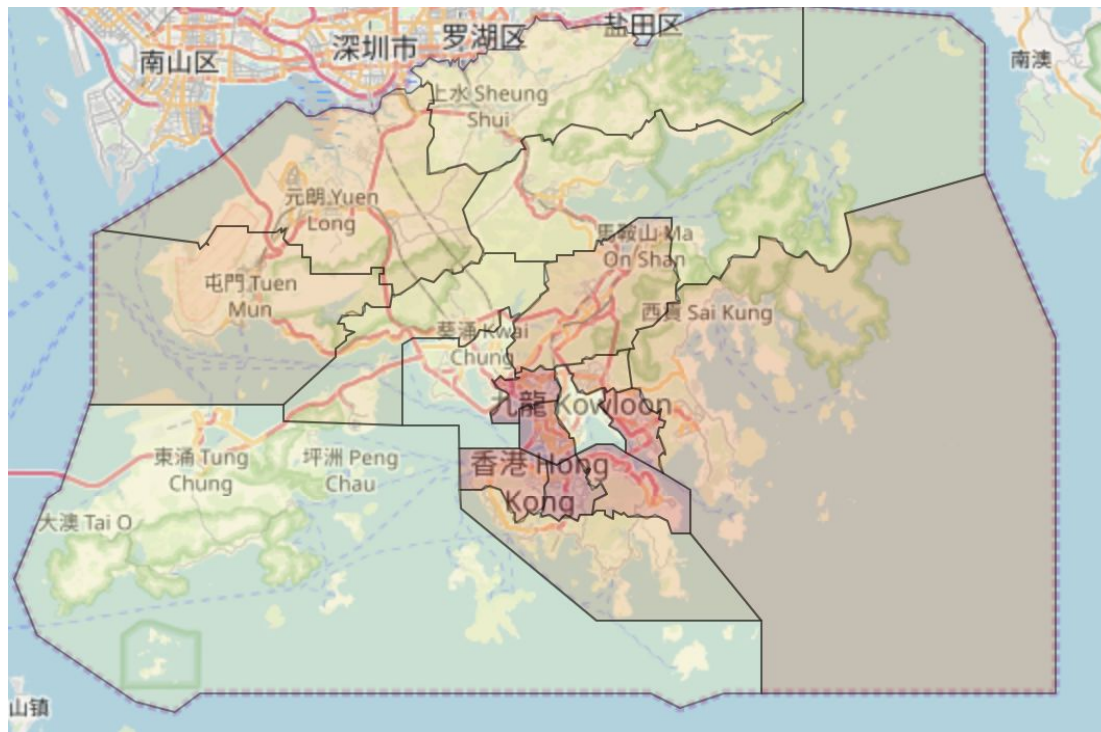 南山区
深圳市
罗湖区
盐田区
南澳
上水 Sheung
Shui
元朗 Yuen
Long
馬鞍山 Ma
On Shan
屯門 Tuen
Mun
西貢 Sai Kung
葵涌 Kwai
Chung
九龍 Kowloon
東涌 Tung
Chung
坪洲 Peng
Chau
香港 Hong
Kong
大澳 Tai O
山镇